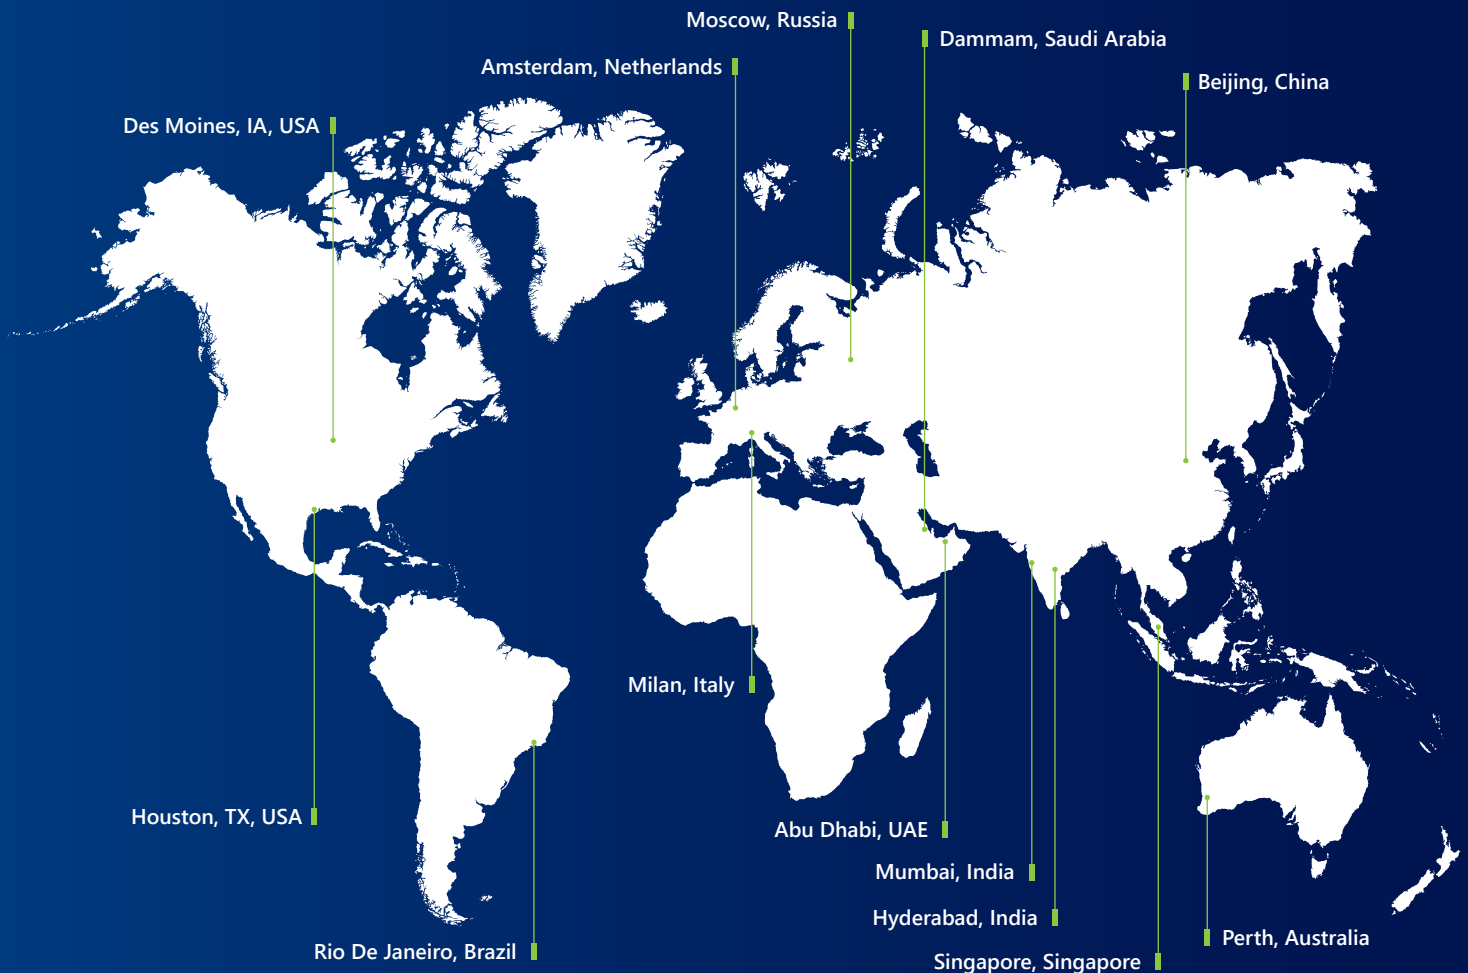 Moscow, Russia
Dammam, Saudi Arabia
Amsterdam, Netherlands
Beijing, China
Des Moines, IA, USA
Milan, Italy
Houston, TX, USA
Abu Dhabi, UAE
Mumbai, India
Hyderabad, India
Perth, Australia
Rio De Janeiro, Brazil
Singapore, Singapore